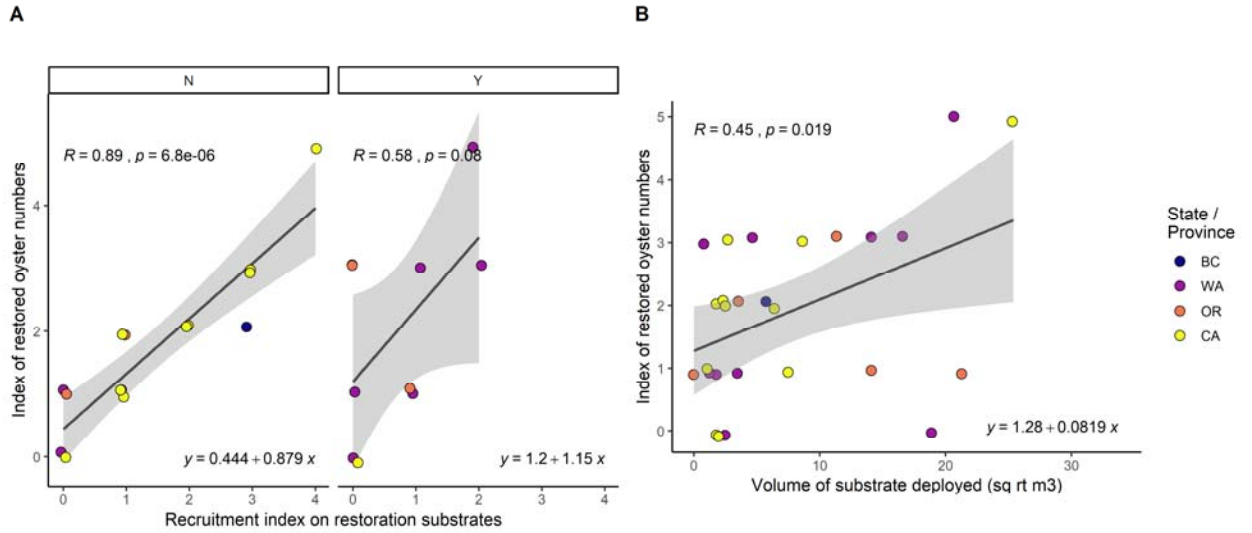 A
B
N
Y
R = 0.89 , p = 6.8e-06
R = 0.58 , p = 0.08
y = 0.444 + 0.879 x
y = 1.2 + 1.15 x
Index of restored oyster numbers
0
2
4
0
1
2
3
4
0
1
2
3
4
Recruitment index on restoration substrates
R = 0.45 , p = 0.019
y = 1.28 + 0.0819 x
Index of restored oyster numbers
5
4
3
2
1
0
0
10
20
30
Volume of substrate deployed (sq rt m3)
State /
Province
BC
WA
OR
CA